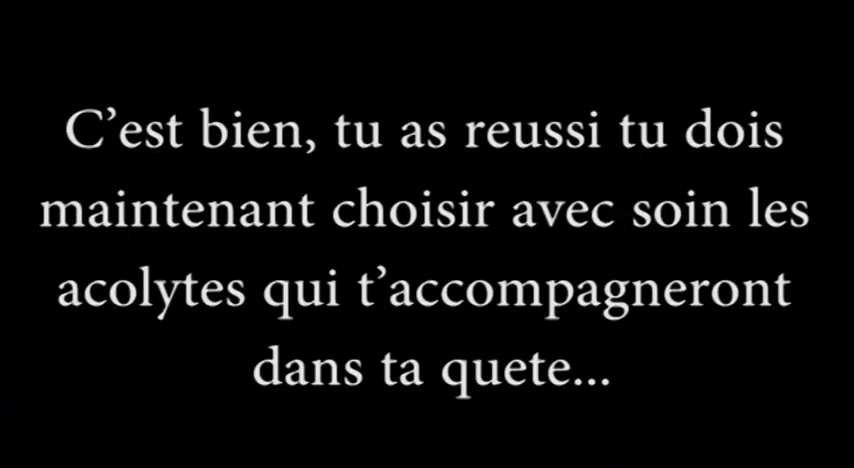 C’est bien, tu as reussi tu dois
maintenant choisir avec soin les
acolytes qui t’accompagneront
dans ta quete...